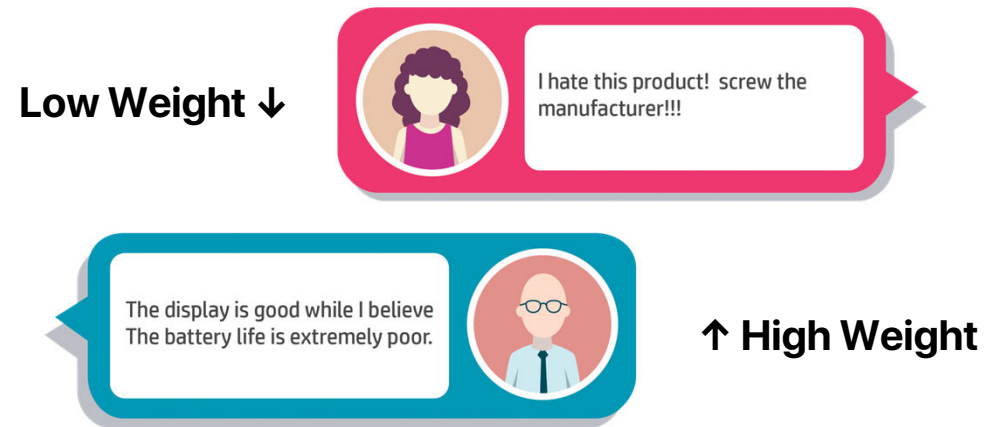 Low Weight ↓
I hate this product! screw the
manufacturer!!!
The display is good while I believe
The battery life is extremely poor.
↑ High Weight